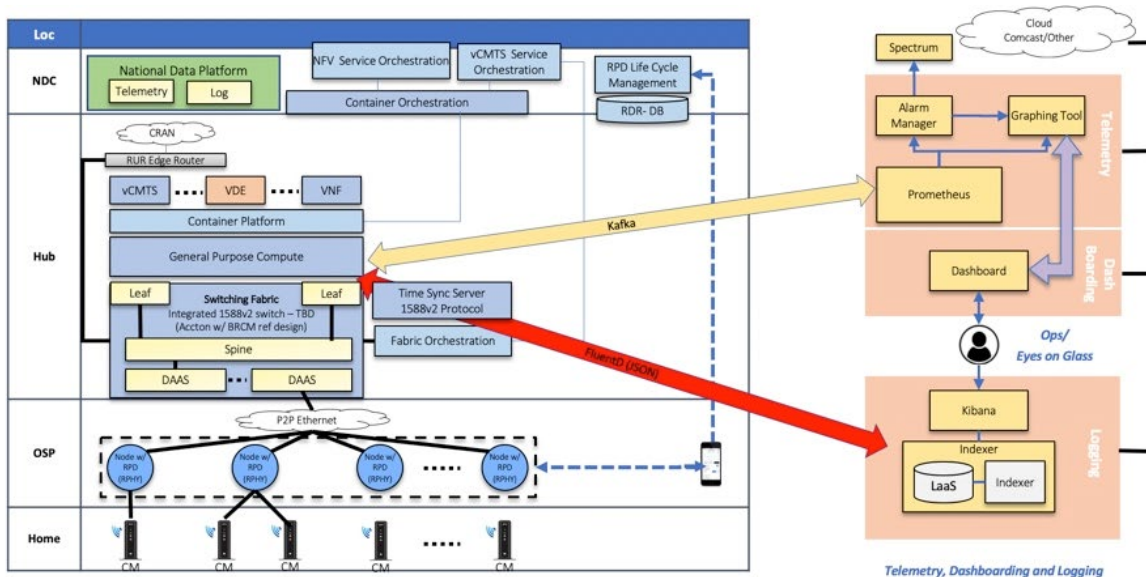 Loc
NDC
National Data Platform
Telemetry
Log
NFV Service Orchestration
vCMTS Service
Orchestration
Container Orchestration
RPD Life Cycle
Management
RDR- DB
Hub
CRAN
RUR Edge Router
vCMTS
VDE
VNF
Container Platform
General Purpose Compute
Leaf
Leaf
Switching Fabric
Integrated 1588v2 switch – TBD
(Accton w/ BRCM ref design)
Spine
DAAS
DAAS
Time Sync Server
1588v2 Protocol
Fabric Orchestration
Kafka
FluentD (JSON)
OSP
P2P Ethernet
Node w/
RPD
(RPHY)
Node w/
RPD
(RPHY)
Node w/
RPD
(RPHY)
Node w/
RPD
(RPHY)
Home
CM
CM
CM
CM
CM
Cloud
Comcast/Other
Spectrum
Alarm
Manager
Graphing Tool
Prometheus
Telemetry
Dashboard
Dash
Boarding
Ops/
Eyes on Glass
Kibana
Indexer
LaaS
Indexer
Logging
Telemetry, Dashboarding and Logging